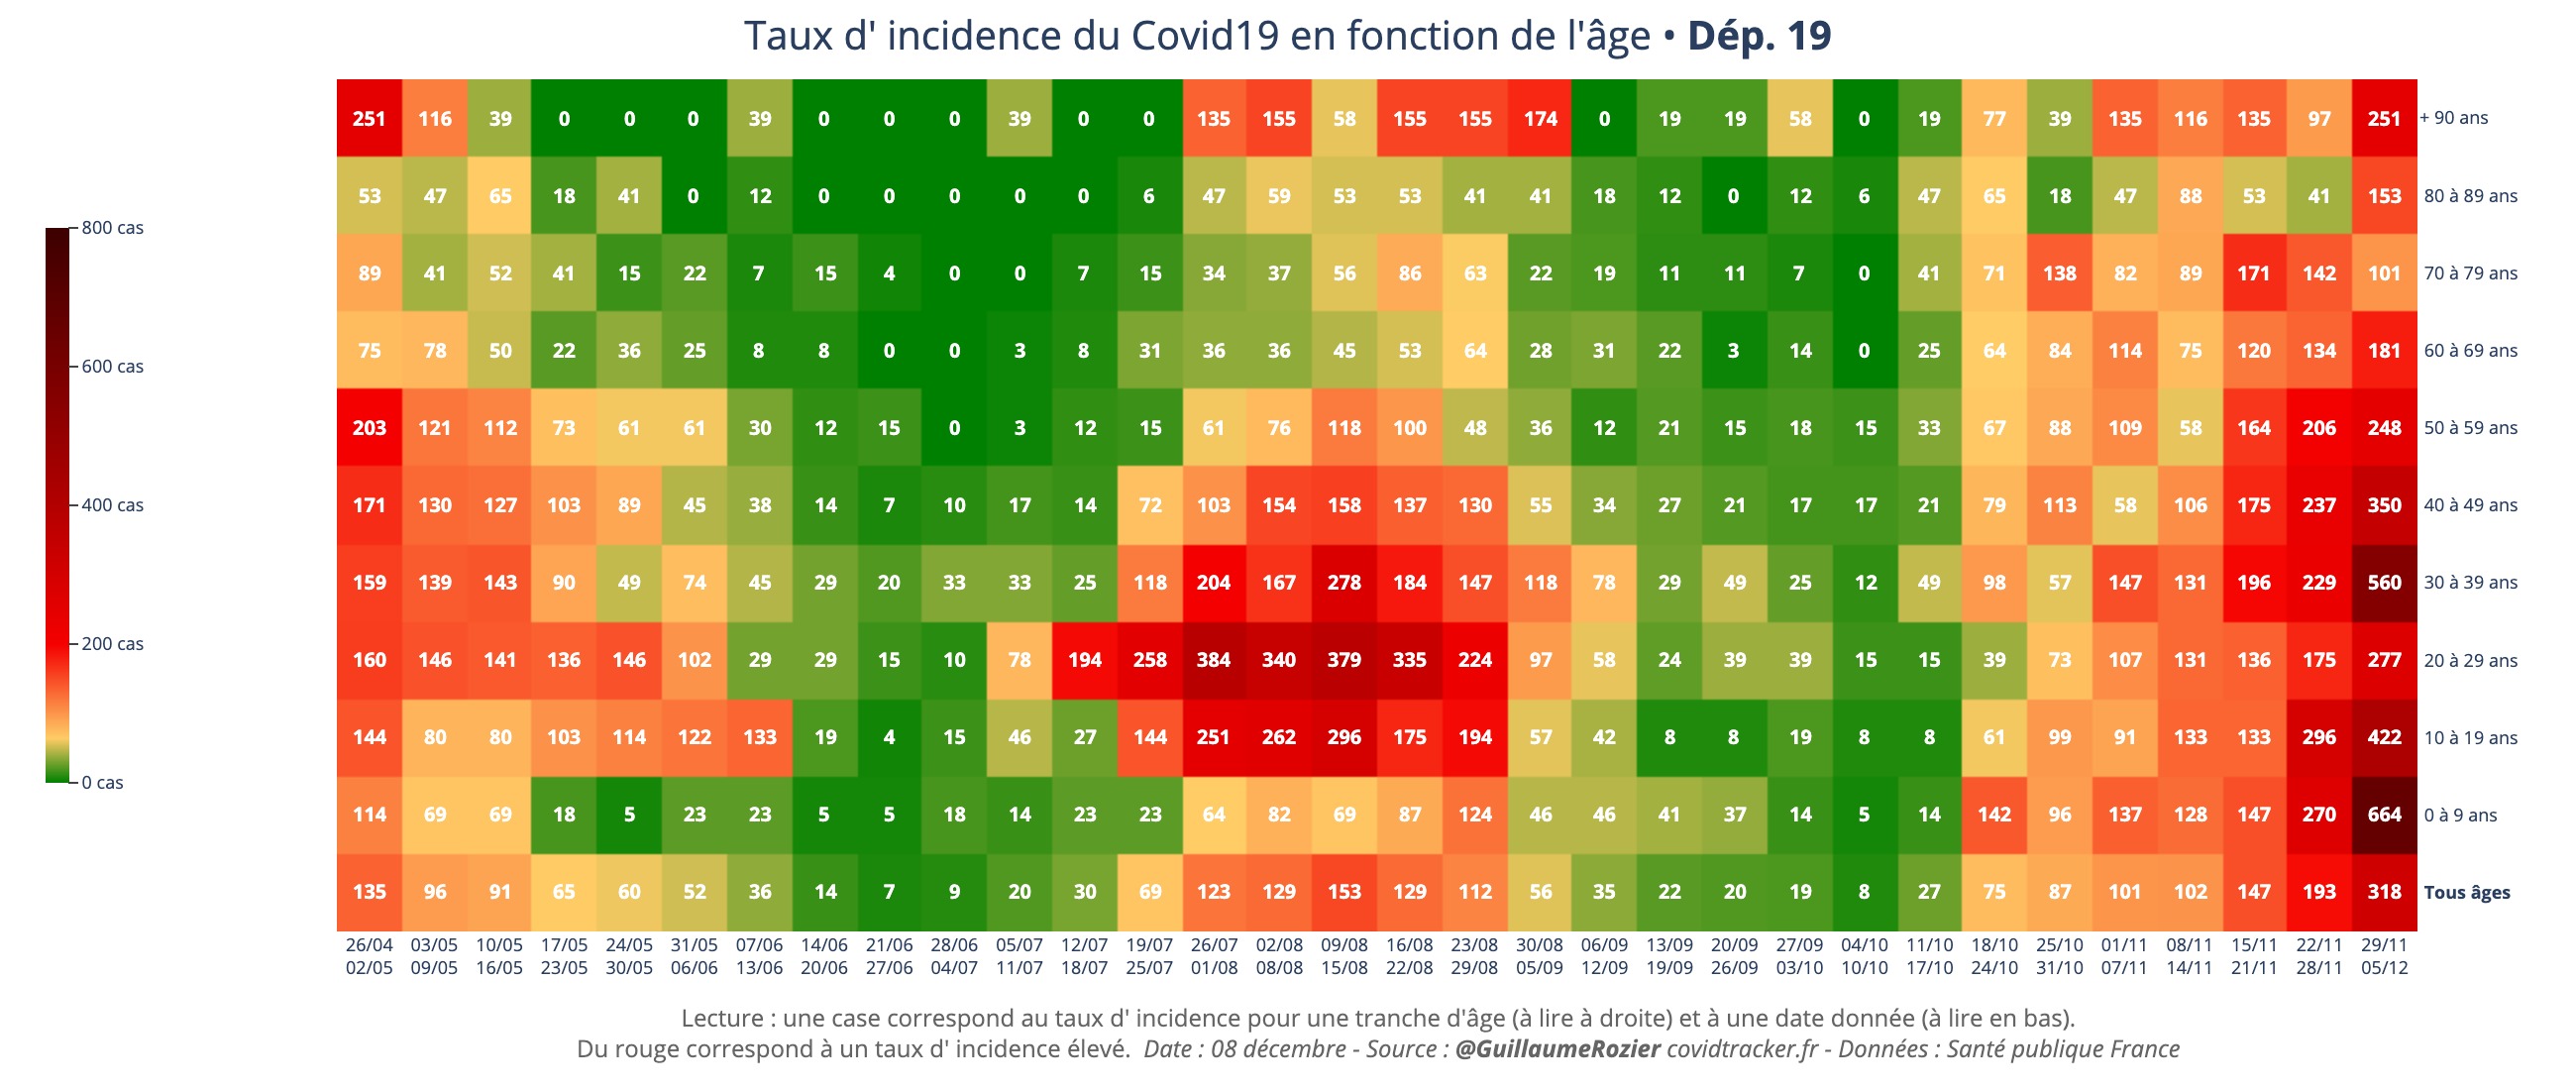 Taux d' incidence du Covid19 en fonction de l'âge • Dép. 19
251 116 39 0 0 0 39 0 0 0 39 0 0 135 155 58 155 155 174 0 19 19 58 0 19 77 39 135 116 135 97 251 + 90 ans
53 47 65 18 41 0 12 0 0 0 0 0 6 47 59 53 53 41 41 18 12 0 12 6 47 65 18 47 88 53 41 153 80 à 89 ans
800 cas
89 41 52 41 15 22 7 15 4 0 0 7 15 34 37 56 86 63 22 19 11 11 7 0 41 71 138 82 89 171 142 101 70 à 79 ans
75 78 50 22 36 25 8 8 0 0 3 8 31 36 36 45 53 64 28 31 22 3 14 0 25 64 84 114 75 120 134 181 60 à 69 ans
600 cas
203 121 112 73 61 61 30 12 15 0 3 12 15 61 76 118 100 48 36 12 21 15 18 15 33 67 88 109 58 164 206 248 50 à 59 ans
171 130 127 103 89 45 38 14 7 10 17 14 72 103 154 158 137 130 55 34 27 21 17 17 21 79 113 58 106 175 237 350 40 à 49 ans
400 cas
159 139 143 90 49 74 45 29 20 33 33 25 118 204 167 278 184 147 118 78 29 49 25 12 49 98 57 147 131 196 229 560 30 à 39 ans
200 cas
160 146 141 136 146 102 29 29 15 10 78 194 258 384 340 379 335 224 97 58 24 39 39 15 15 39 73 107 131 136 175 277 20 à 29 ans
144 80 80 103 114 122 133 19 4 15 46 27 144 251 262 296 175 194 57 42 8 8 19 8 8 61 99 91 133 133 296 422 10 à 19 ans
0 cas
114 69 69 18 5 23 23 5 5 18 14 23 23 64 82 69 87 124 46 46 41 37 14 5 14 142 96 137 128 147 270 664 0 à 9 ans
135 96 91 65 60 52 36 14 7 9 20 30 69 123 129 153 129 112 56 35 22 20 19 8 27 75 87 101 102 147 193 318 Tous âges
26/04 03/05 10/05 17/05 24/05 31/05 07/06 14/06 21/06 28/06 05/07 12/07 19/07 26/07 02/08 09/08 16/08 23/08 30/08 06/09 13/09 20/09 27/09 04/10 11/10 18/10 25/10 01/11 08/11 15/11 22/11 29/11
02/05 09/05 16/05 23/05 30/05 06/06 13/06 20/06 27/06 04/07 11/07 18/07 25/07 01/08 08/08 15/08 22/08 29/08 05/09 12/09 19/09 26/09 03/10 10/10 17/10 24/10 31/10 07/11 14/11 21/11 28/11 05/12
Lecture : une case correspond au taux d' incidence pour une tranche d'âge (à lire à droite) et à une date donnée (à lire en bas).
Du rouge correspond à un taux d' incidence élevé. Date : 08 décembre - Source : @GuillaumeRozier covidtracker.fr - Données : Santé publique France